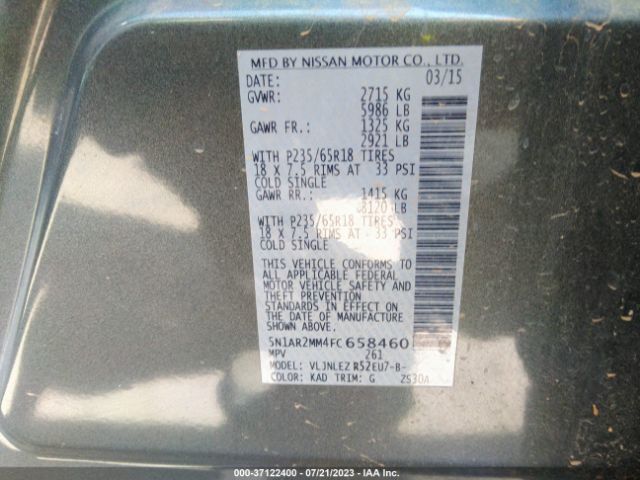 MFD BY NISSAN MOTOR CO., LTD.
DATE: 03/15
GVWR: 2715 KG
5986 LB
GAWR FR.: 1325 KG
2921 LB
WITH P235/65R18 TIRES
18 X 7.5 RIMS AT 33 PSI
COLD SINGLE
GAWR RR.: 1415 KG
3120 LB
WITH P235/65R18 TIRES
18 X 7.5 RIMS AT 33 PSI
COLD SINGLE
THIS VEHICLE CONFORMS TO
ALL APPLICABLE FEDERAL
MOTOR VEHICLE SAFETY AND
THEFT PREVENTION
STANDARDS IN EFFECT ON
THE DATE OF MANUFACTURE
SHOWN ABOVE.
5N1AR2MM4FC658460
MPV 261
MODEL: VLJNLEZ R52EU7-B-
COLOR: KAD TRIM: G ZS30A
000-37122400 - 07/21/2023 - IAA Inc.